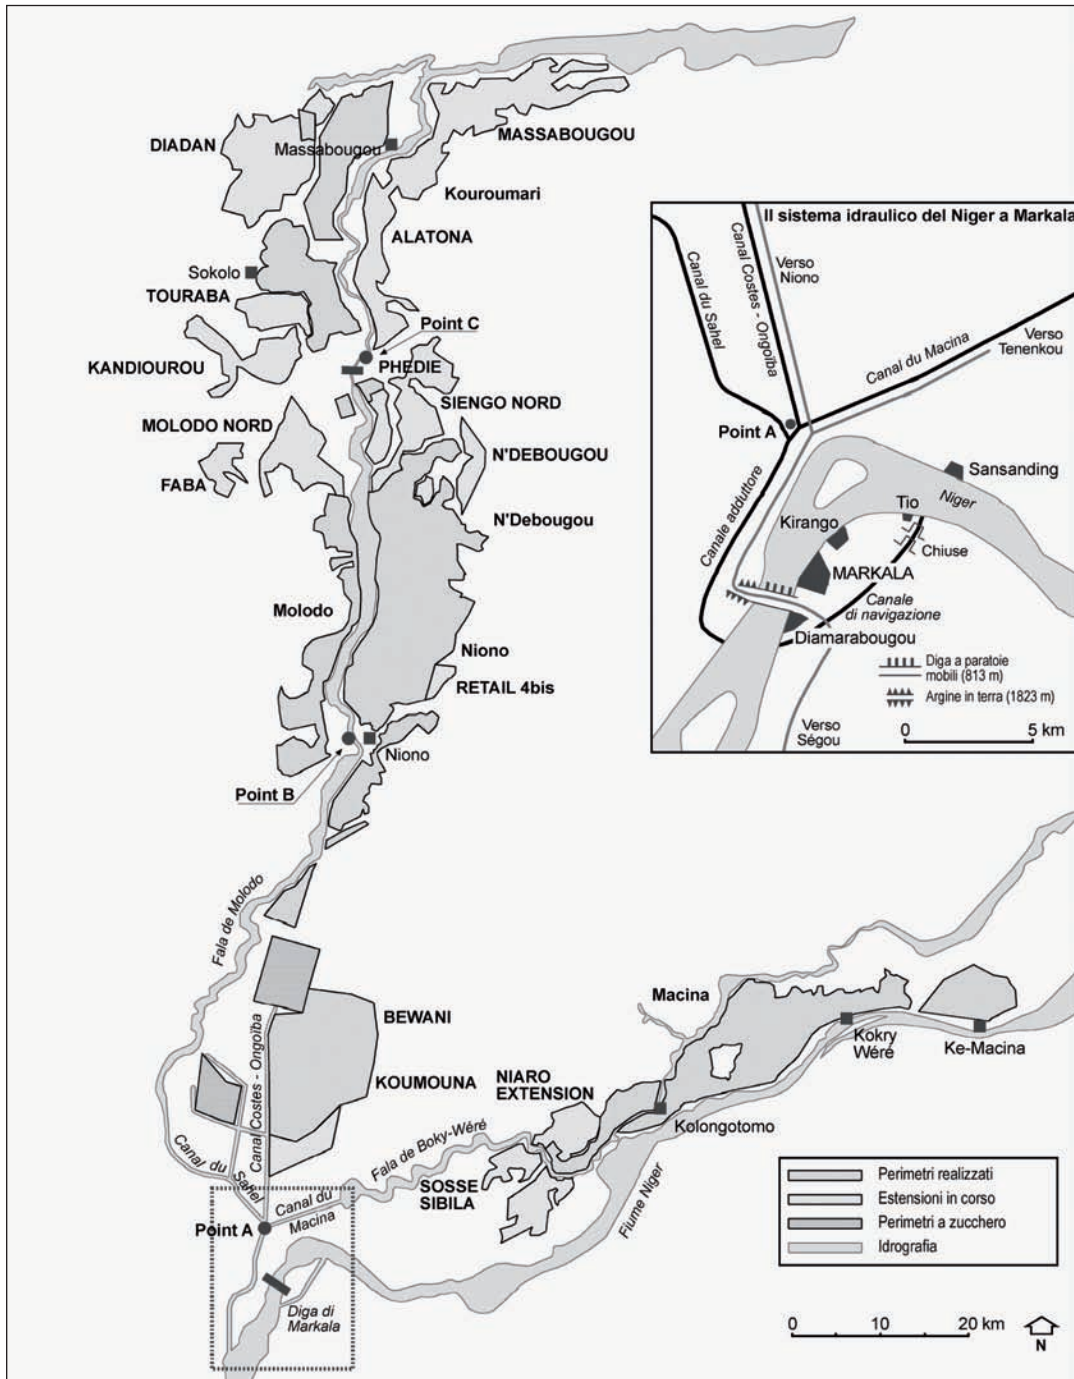 DIADAN
Massabougou
MASSABOUGOU
Kouroumari
ALATONA
Sokolo
TOURABA
Point C
KANDIOUROU
PHEDIE
SIENGO NORD
MOLODO NORD
N'DEBOUGOU
FABA
N'Debougou
Molodo
Niono
RETAIL 4bis
Niono
Point B
Fala de Molodo
BEWANI
KOUMOUNA
Canal Costes - Ongoïba
Canal du
Sahel
Point A
Canal du
Macina
Fala de Boky-Wéré
Diga di
Markala
Macina
NIARO
EXTENSION
SOSSE
SIBILA
Kolongotomo
Kokry
Wéré
Ke-Macina
Fiume Niger
Il sistema idraulico del Niger a Markala
Canal du Sahel
Canal Costes - Ongoïba
Verso
Niono
Canal du Macina
Verso
Tenenkou
Point A
Canale adduttore
Sansanding
Niger
Tio
Kirango
Chiuse
MARKALA
Canale
di navigazione
Diamarabougou
Diga a paratoie
mobili (813 m)
Argine in terra (1823 m)
Verso
Ségou
0 5 km
Perimetri realizzati
Estensioni in corso
Perimetri a zucchero
Idrografia
0 10 20 km
N